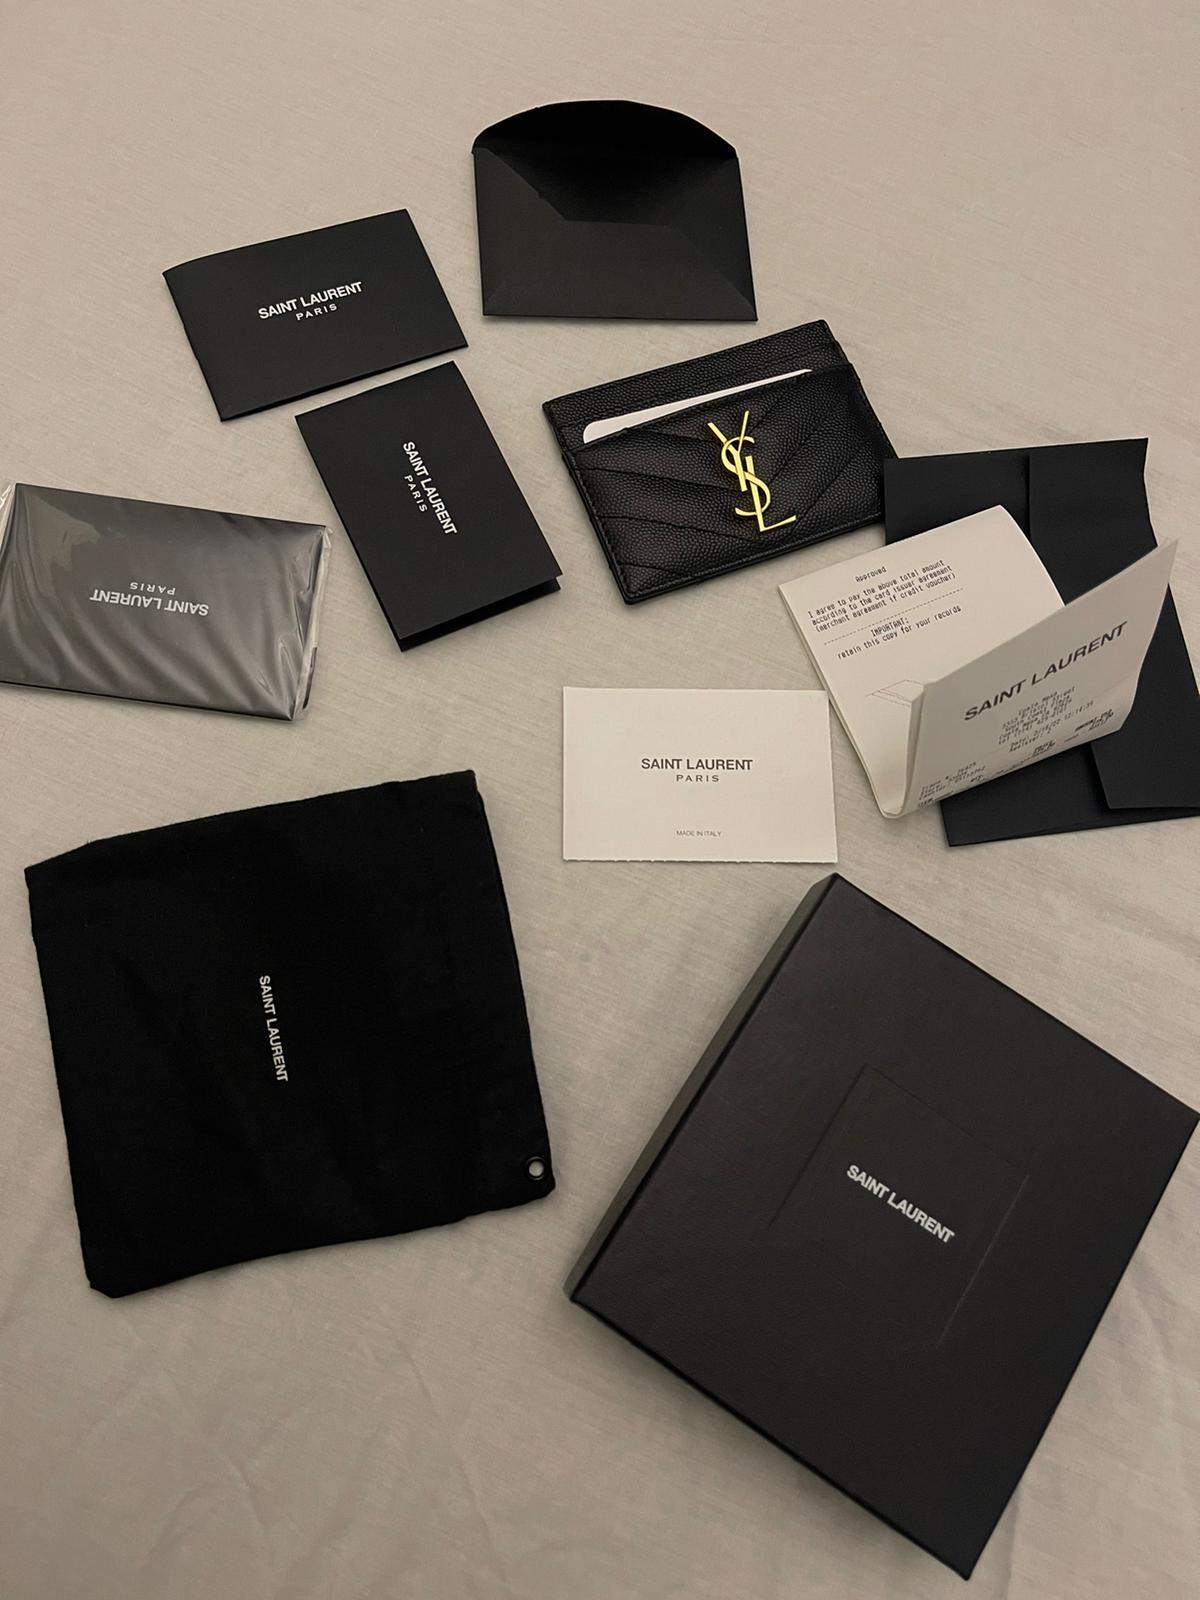 SAINT LAURENT
PARIS
SAINT LAURENT
PARIS
YSL
SAINT LAURENT
PARIS
Approved
I agree to pay the above total amount
according to the card issuer agreement
(merchant agreement if credit voucher)
IMPORTANT:
retain this copy for your records
SAINT LAURENT
Costa Mesa
SAINT LAURENT
PARIS
MADE IN ITALY
SAINT LAURENT
SAINT LAURENT